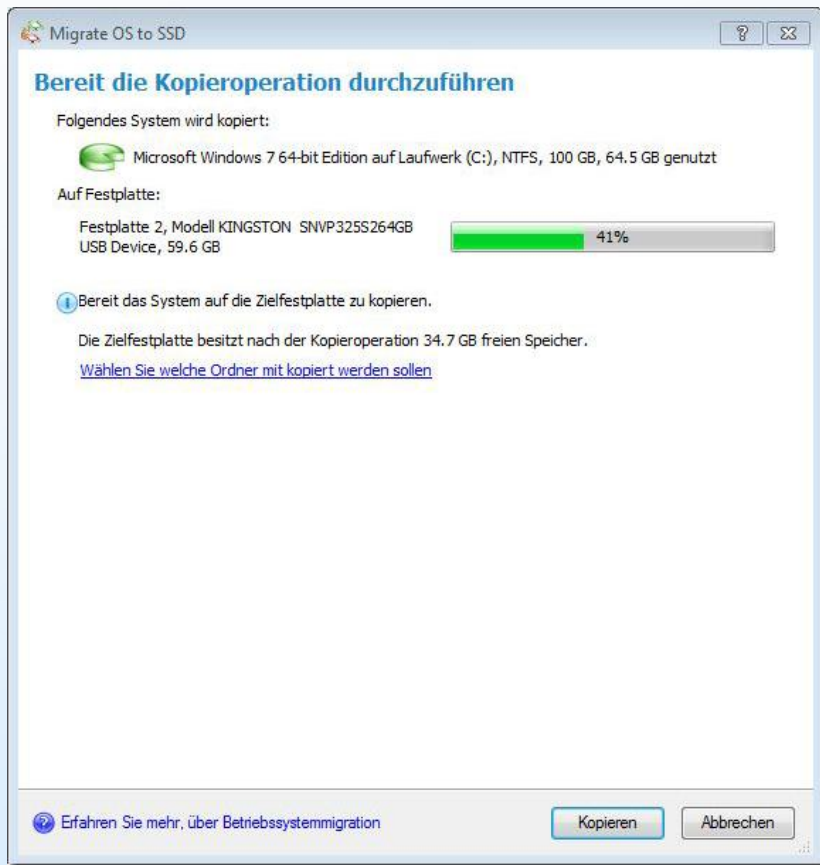 Migrate OS to SSD
Bereit die Kopieroperation durchzuführen
Folgendes System wird kopiert:
Microsoft Windows 7 64-bit Edition auf Laufwerk (C:), NTFS, 100 GB, 64.5 GB genutzt
Auf Festplatte:
Festplatte 2, Modell KINGSTON SNVP325S264GB
USB Device, 59.6 GB
41%
Bereit das System auf die Zielfestplatte zu kopieren.
Die Zielfestplatte besitzt nach der Kopieroperation 34.7 GB freien Speicher.
Wählen Sie welche Ordner mit kopiert werden sollen
Erfahren Sie mehr, über Betriebssystemmigration
Kopieren
Abbrechen